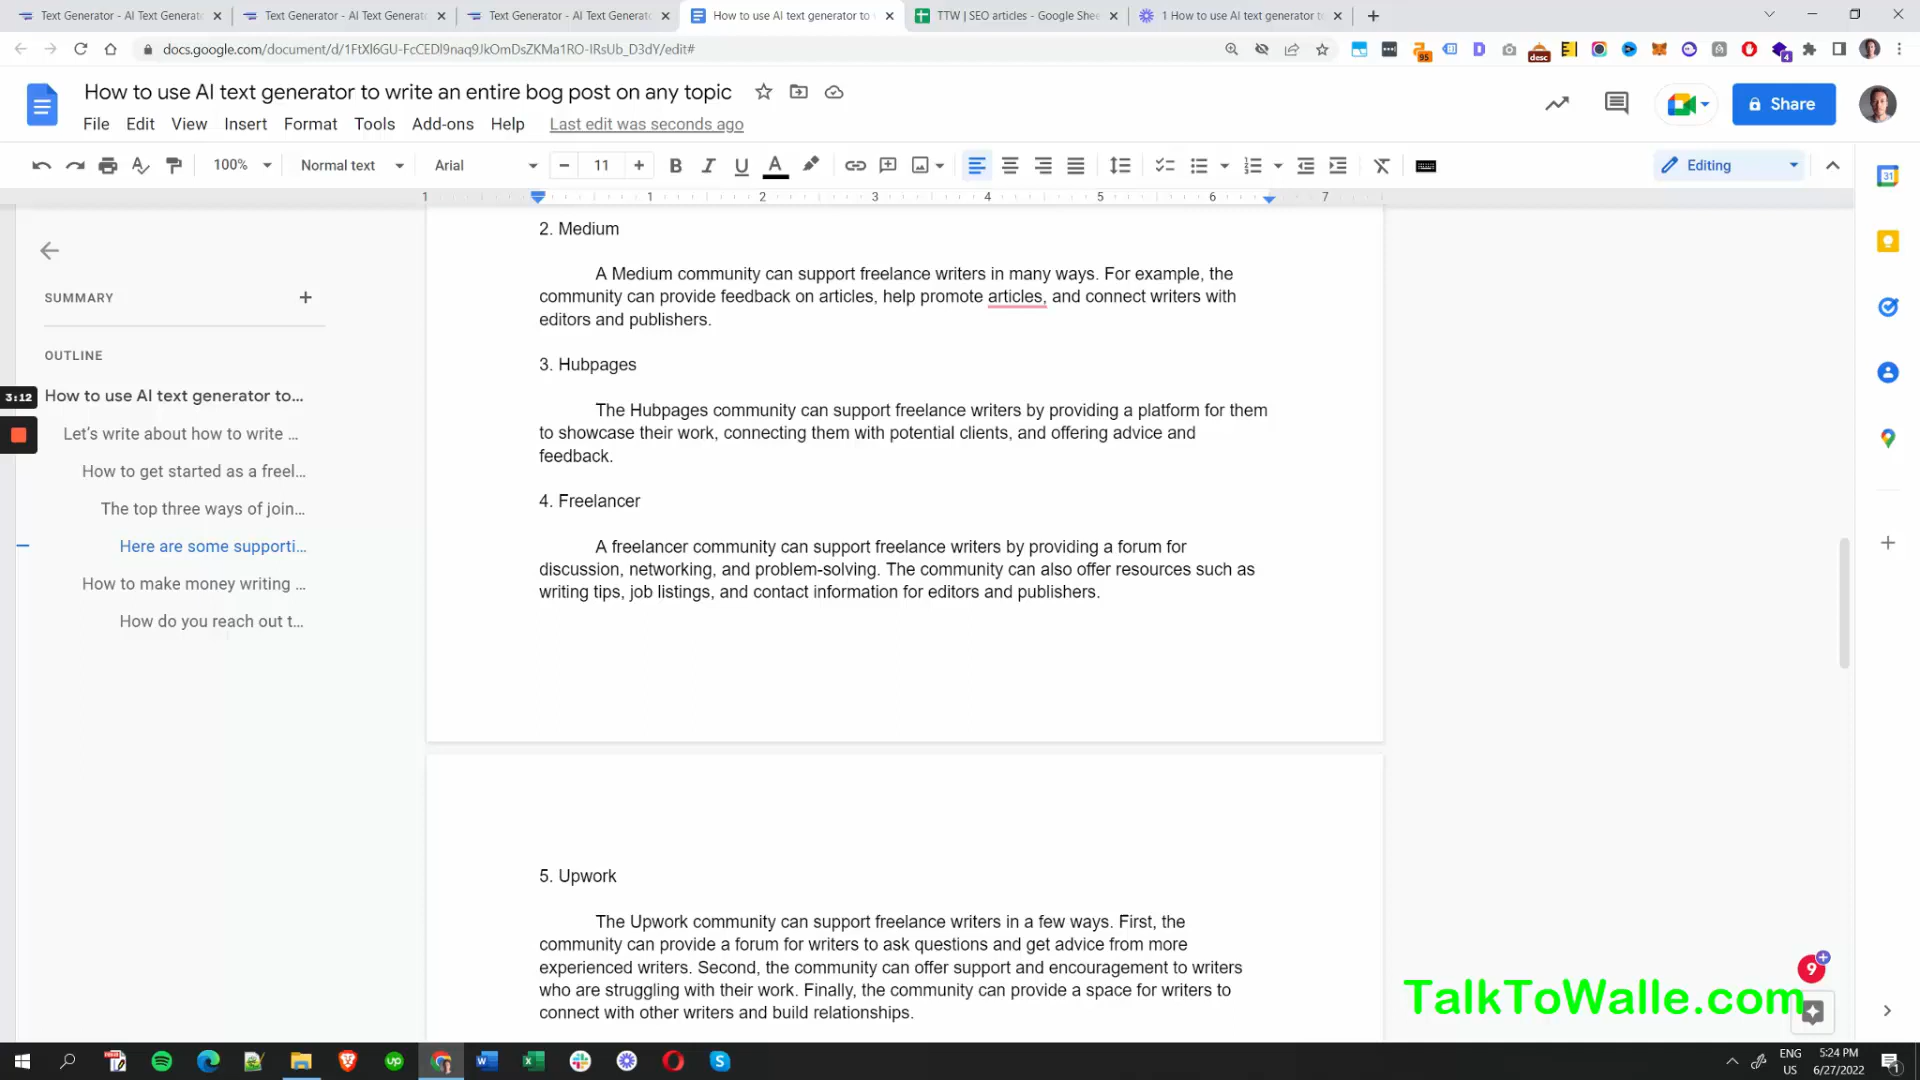 Text Generator - AI Text Generato
Text Generator - AI Text Generato
Text Generator - AI Text Generato
How to use AI text generator to
TTW | SEO articles - Google Shee
1 How to use AI text generator t
docs.google.com/document/d/1FtXl6GU-FcCEDl9naq9JkOmDsZKMa1RO-IRsUb_D3dY/edit#
How to use AI text generator to write an entire bog post on any topic
Share
File Edit View Insert Format Tools Add-ons Help Last edit was seconds ago
100% Normal text Arial 11 Editing
1 1 2 3 4 5 6 7
SUMMARY
OUTLINE
How to use AI text generator to...
Let's write about how to write ...
How to get started as a freel...
The top three ways of join...
Here are some supporti...
How to make money writing ...
How do you reach out t...
3:12
2. Medium
A Medium community can support freelance writers in many ways. For example, the
community can provide feedback on articles, help promote articles, and connect writers with
editors and publishers.
3. Hubpages
The Hubpages community can support freelance writers by providing a platform for them
to showcase their work, connecting them with potential clients, and offering advice and
feedback.
4. Freelancer
A freelancer community can support freelance writers by providing a forum for
discussion, networking, and problem-solving. The community can also offer resources such as
writing tips, job listings, and contact information for editors and publishers.
5. Upwork
The Upwork community can support freelance writers in a few ways. First, the
community can provide a forum for writers to ask questions and get advice from more
experienced writers. Second, the community can offer support and encouragement to writers
who are struggling with their work. Finally, the community can provide a space for writers to
connect with other writers and build relationships.
9
TalkToWalle.com
ENG
US
5:24 PM
6/27/2022